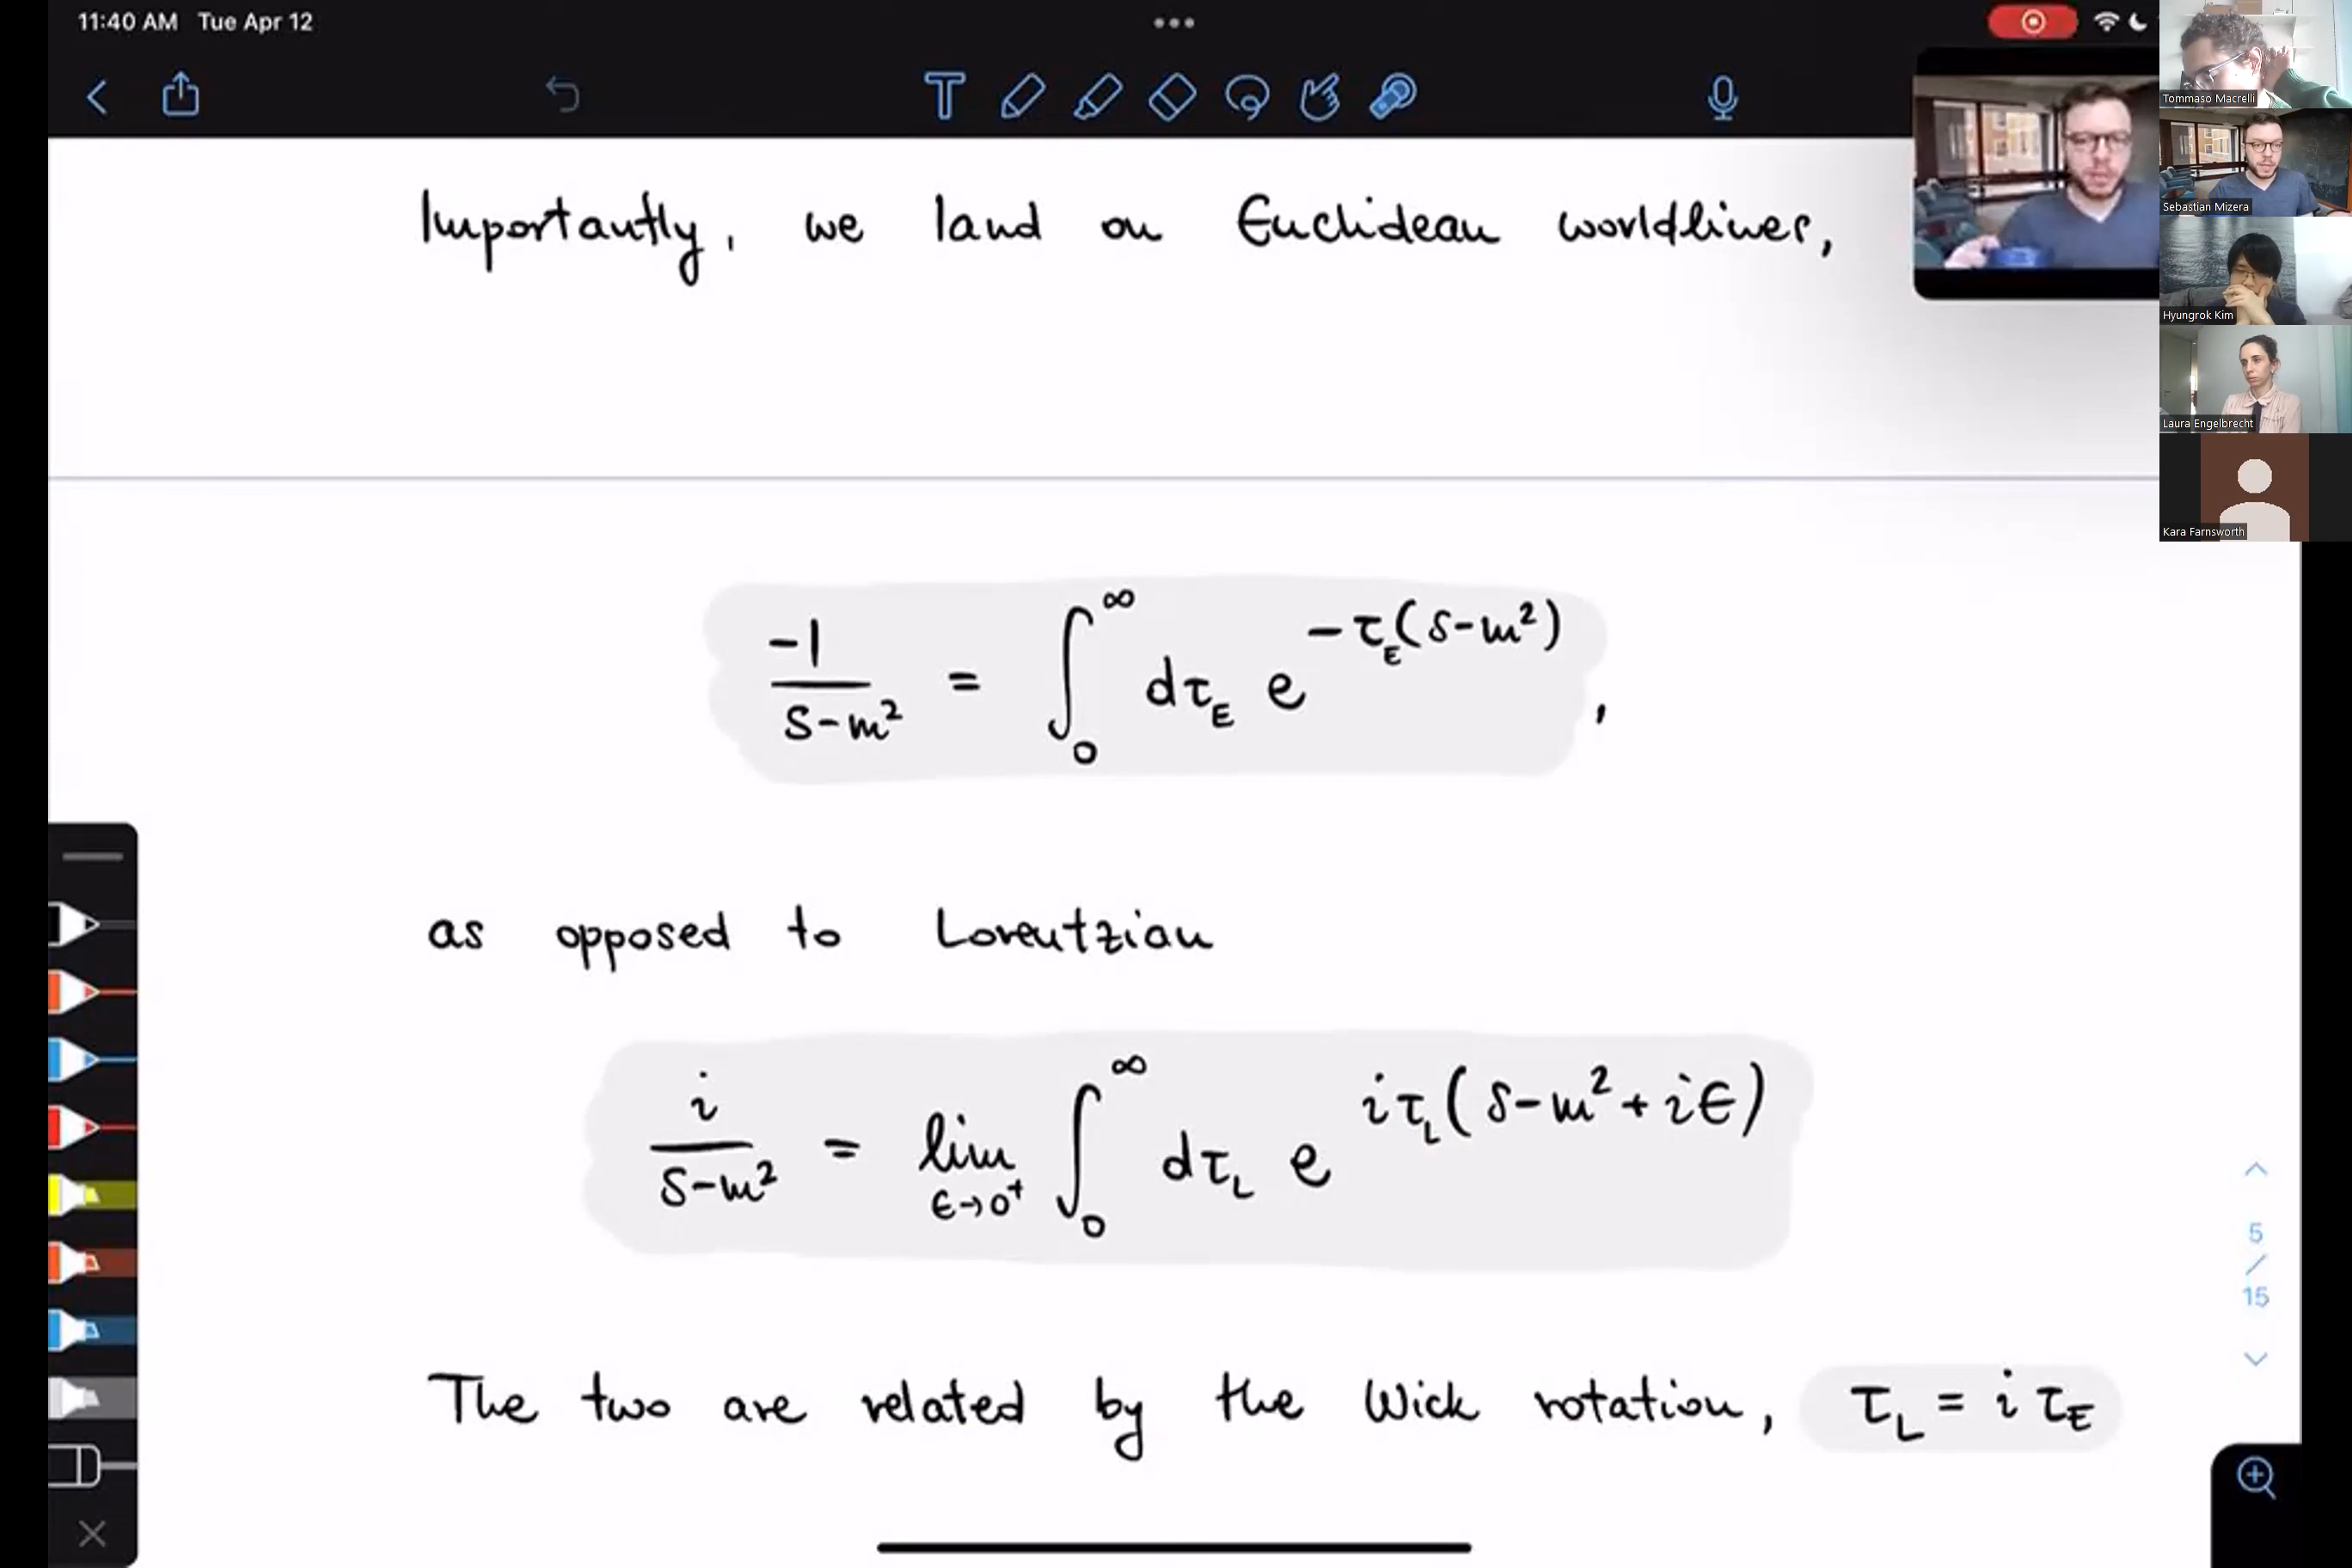 11:40 AM Tue Apr 12
Tommaso Macrelli
Sebastian Mizera
Hyungrok Kim
Laura Engelbrecht
Kara Farnsworth
Importantly, we land on Euclidean worldlines,
-1/(s-m²) = ∫₀^∞ dτ_E e^{-τ_E(s-m²)},
as opposed to Lorentzian
i/(s-m²) = lim_{ε→0⁺} ∫₀^∞ dτ_L e^{iτ_L(s-m²+iε)}
The two are related by the Wick rotation, τ_L = i τ_E
5
/
15